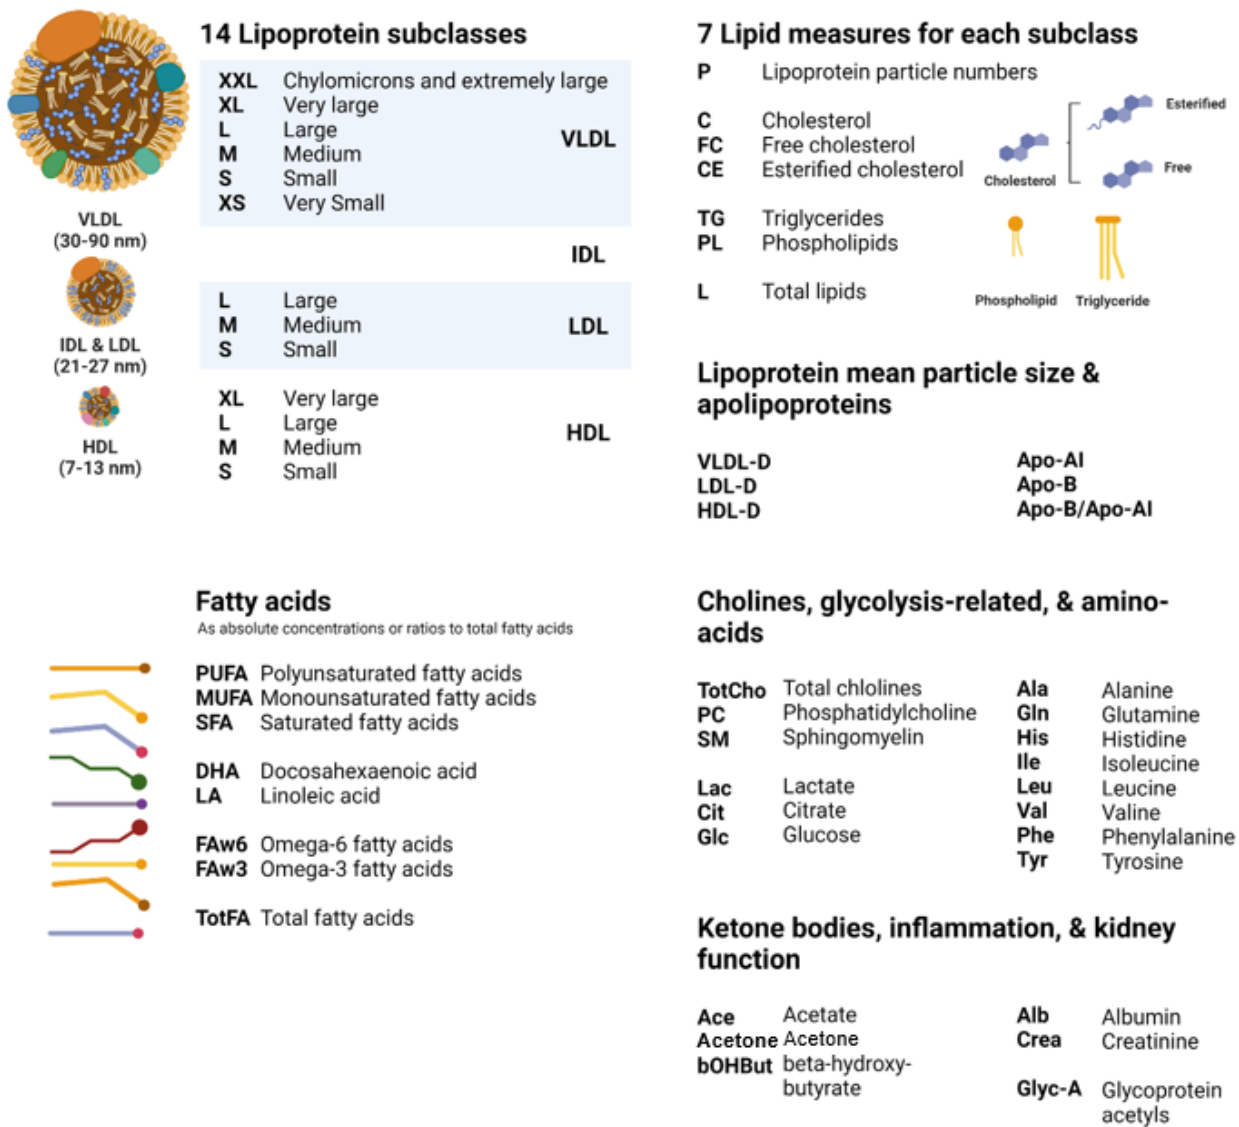 14 Lipoprotein subclasses
XXL Chylomicrons and extremely large
XL Very large
L Large
M Medium
S Small
XS Very Small
VLDL
IDL
L Large
M Medium
S Small
LDL
XL Very large
L Large
M Medium
S Small
HDL
VLDL
(30-90 nm)
IDL & LDL
(21-27 nm)
HDL
(7-13 nm)
7 Lipid measures for each subclass
P Lipoprotein particle numbers
C Cholesterol
FC Free cholesterol
CE Esterified cholesterol
Cholesterol
Esterified
Free
TG Triglycerides
PL Phospholipids
L Total lipids
Phospholipid
Triglyceride
Lipoprotein mean particle size &
apolipoproteins
VLDL-D
LDL-D
HDL-D
Apo-AI
Apo-B
Apo-B/Apo-AI
Fatty acids
As absolute concentrations or ratios to total fatty acids
PUFA Polyunsaturated fatty acids
MUFA Monounsaturated fatty acids
SFA Saturated fatty acids
DHA Docosahexaenoic acid
LA Linoleic acid
FAw6 Omega-6 fatty acids
FAw3 Omega-3 fatty acids
TotFA Total fatty acids
Cholines, glycolysis-related, & amino-
acids
TotCho Total chlolines
PC Phosphatidylcholine
SM Sphingomyelin
Lac Lactate
Cit Citrate
Glc Glucose
Ala Alanine
Gln Glutamine
His Histidine
Ile Isoleucine
Leu Leucine
Val Valine
Phe Phenylalanine
Tyr Tyrosine
Ketone bodies, inflammation, & kidney
function
Ace Acetate
Acetone Acetone
bOHBut beta-hydroxy-
butyrate
Alb Albumin
Crea Creatinine
Glyc-A Glycoprotein
acetyls